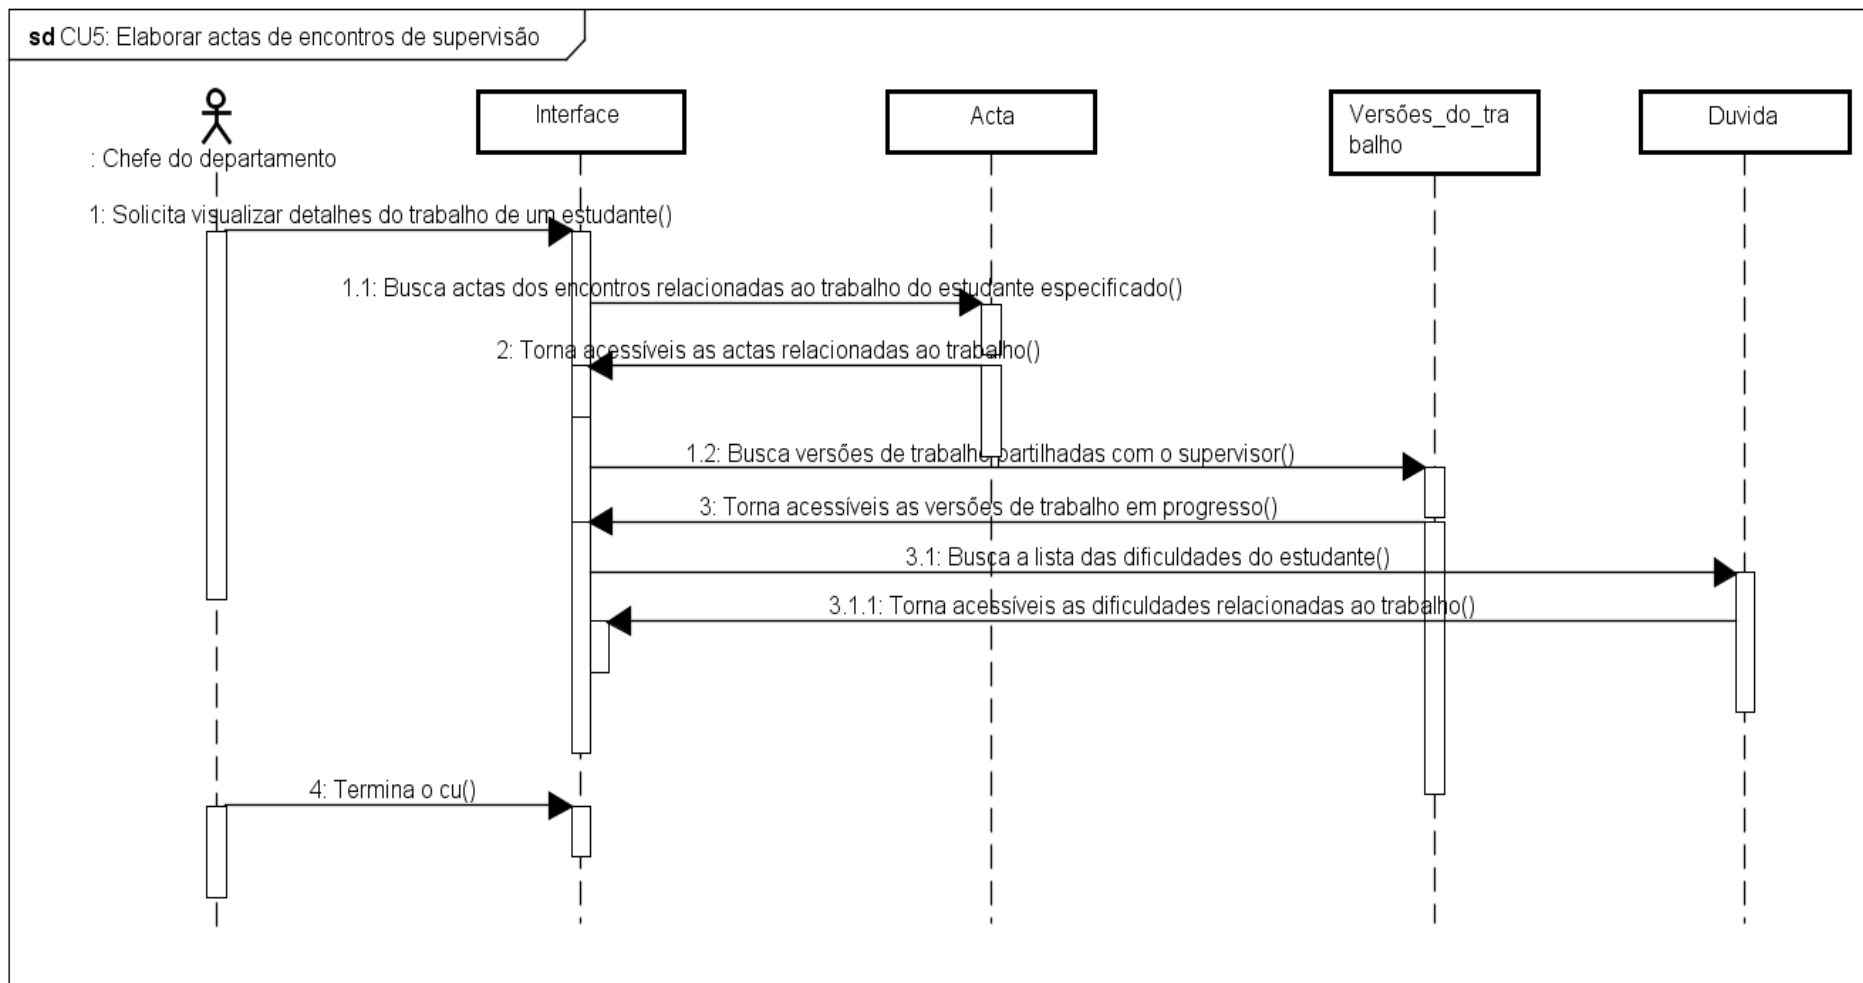 sd CU5: Elaborar actas de encontros de supervisão
: Chefe do departamento
Interface
Acta
Versões_do_tra
balho
Duvida
1: Solicita visualizar detalhes do trabalho de um estudante()
1.1: Busca actas dos encontros relacionadas ao trabalho do estudante especificado()
2: Torna acessíveis as actas relacionadas ao trabalho()
1.2: Busca versões de trabalho partilhadas com o supervisor()
3: Torna acessíveis as versões de trabalho em progresso()
3.1: Busca a lista das dificuldades do estudante()
3.1.1: Torna acessíveis as dificuldades relacionadas ao trabalho()
4: Termina o cu()